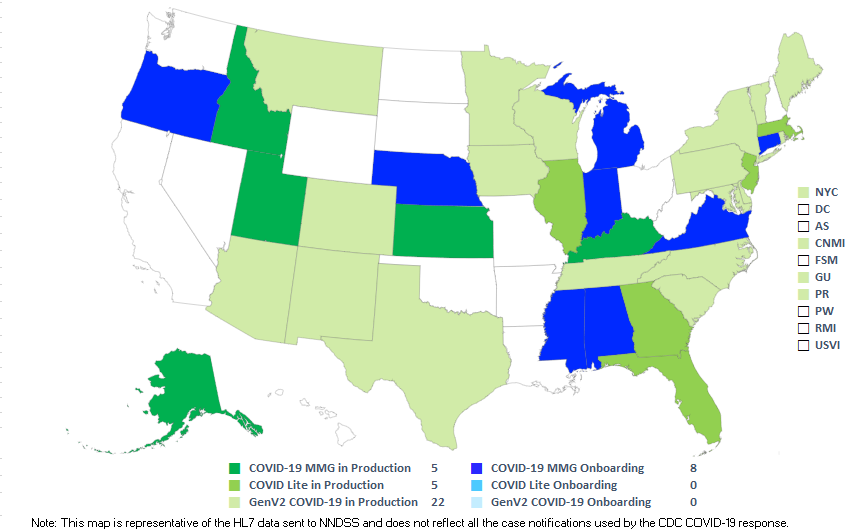 NYC
DC
AS
CNMI
FSM
GU
PR
PW
RMI
USVI
COVID-19 MMG in Production 5 COVID-19 MMG Onboarding 8
COVID Lite in Production 5 COVID Lite Onboarding 0
GenV2 COVID-19 in Production 22 GenV2 COVID-19 Onboarding 0
Note: This map is representative of the HL7 data sent to NNDSS and does not reflect all the case notifications used by the CDC COVID-19 response.